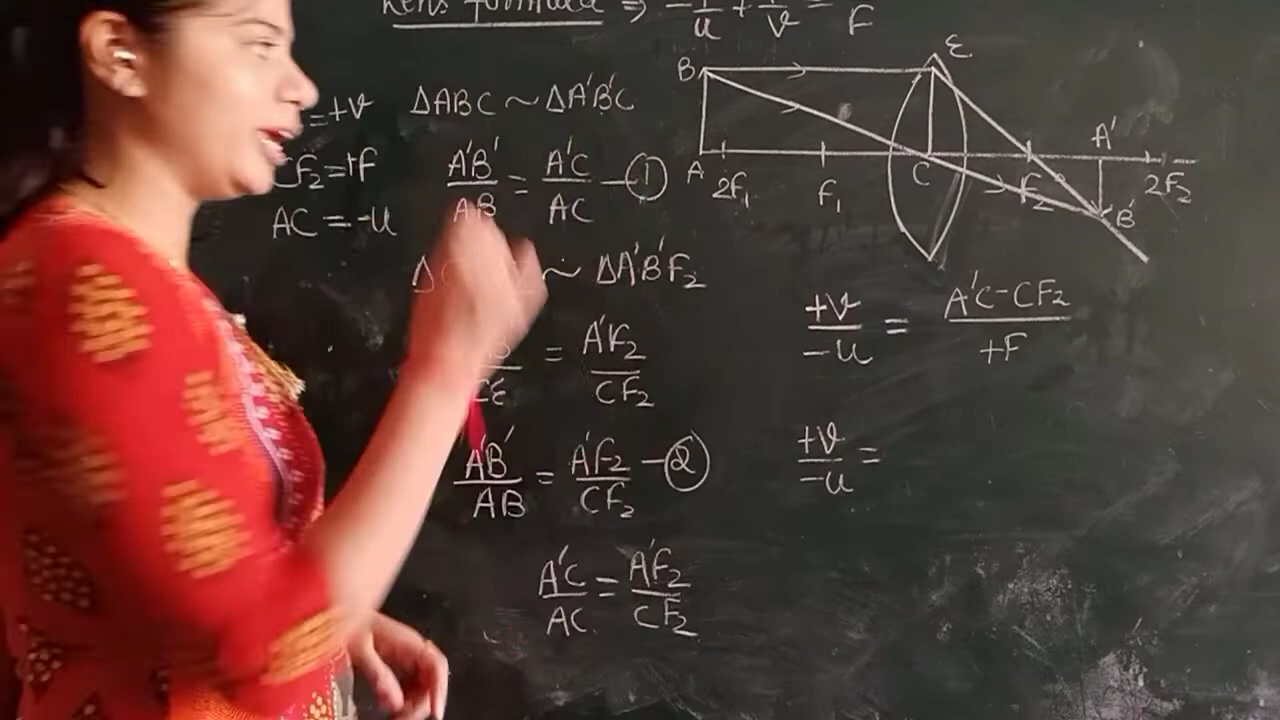 Lens formula ⇒ -1/u + 1/v = 1/F
= +v
CF₂ = +F
AC = -u
ΔABC ~ ΔA'B'C
A'B'/AB = A'C/AC -①
~ ΔA'B'F₂
/CE = A'F₂/CF₂
A'B'/AB = A'F₂/CF₂ -②
A'C/AC = A'F₂/CF₂
B
E
A
2F₁
F₁
C
F₂
A'
B'
2F₂
+v/-u = A'C-CF₂/+F
+v/-u =